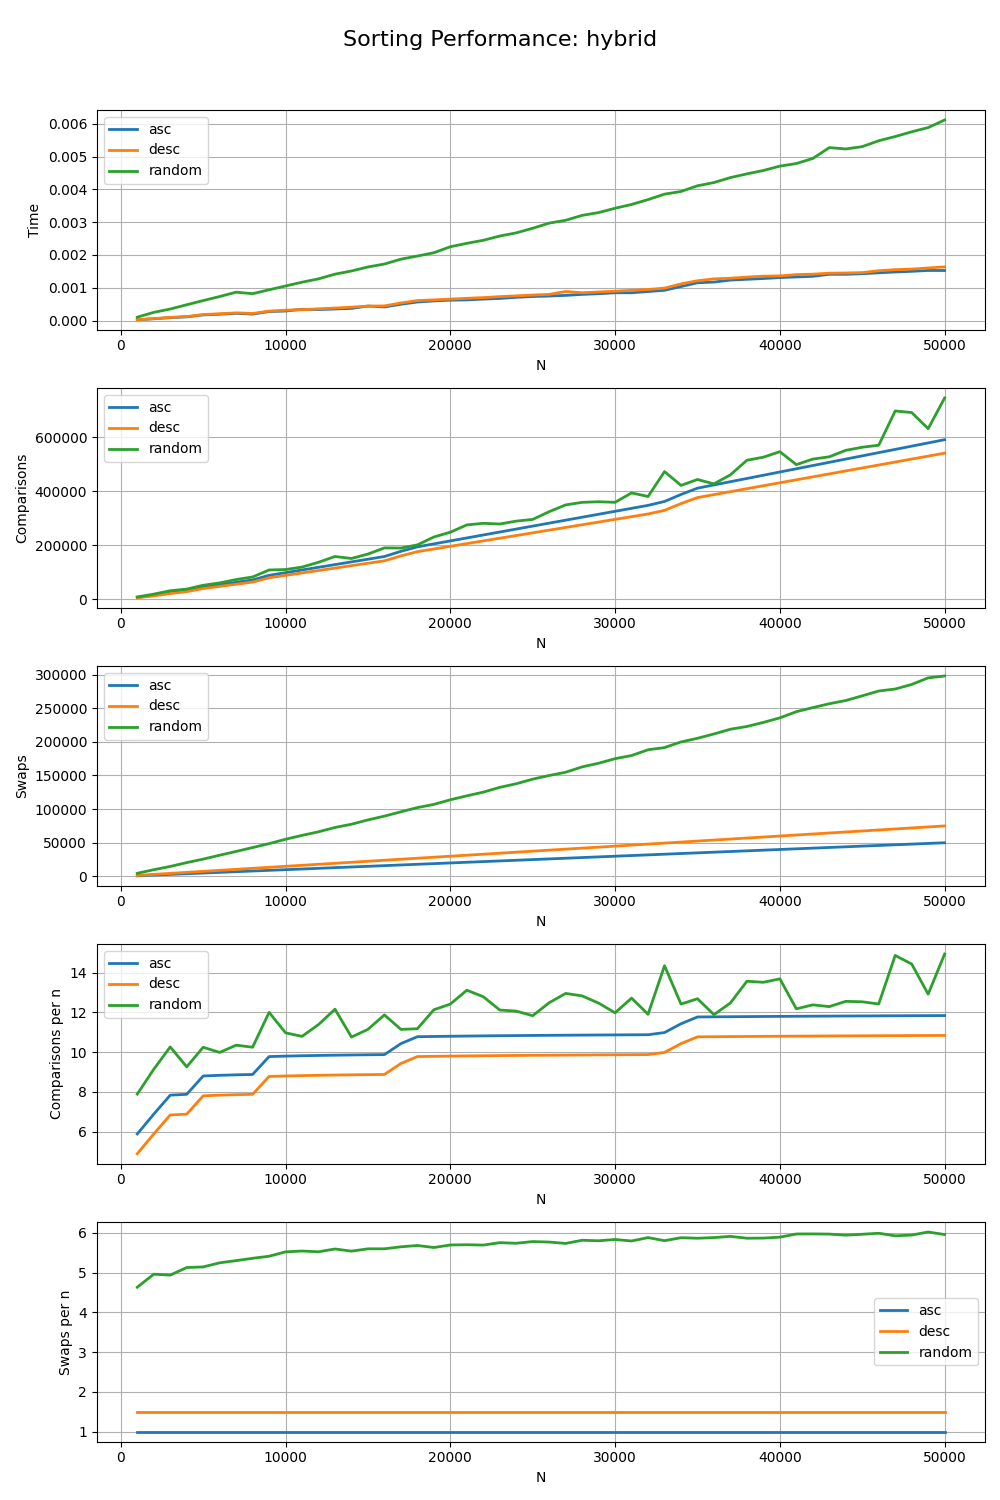 Sorting Performance: hybrid
0.006
0.005
0.004
0.003
0.002
0.001
0.000
Time
asc
desc
random
0 10000 20000 30000 40000 50000
N
600000
400000
200000
0
Comparisons
asc
desc
random
0 10000 20000 30000 40000 50000
N
300000
250000
200000
150000
100000
50000
0
Swaps
asc
desc
random
0 10000 20000 30000 40000 50000
N
14
12
10
8
6
Comparisons per n
asc
desc
random
0 10000 20000 30000 40000 50000
N
6
5
4
3
2
1
Swaps per n
asc
desc
random
0 10000 20000 30000 40000 50000
N